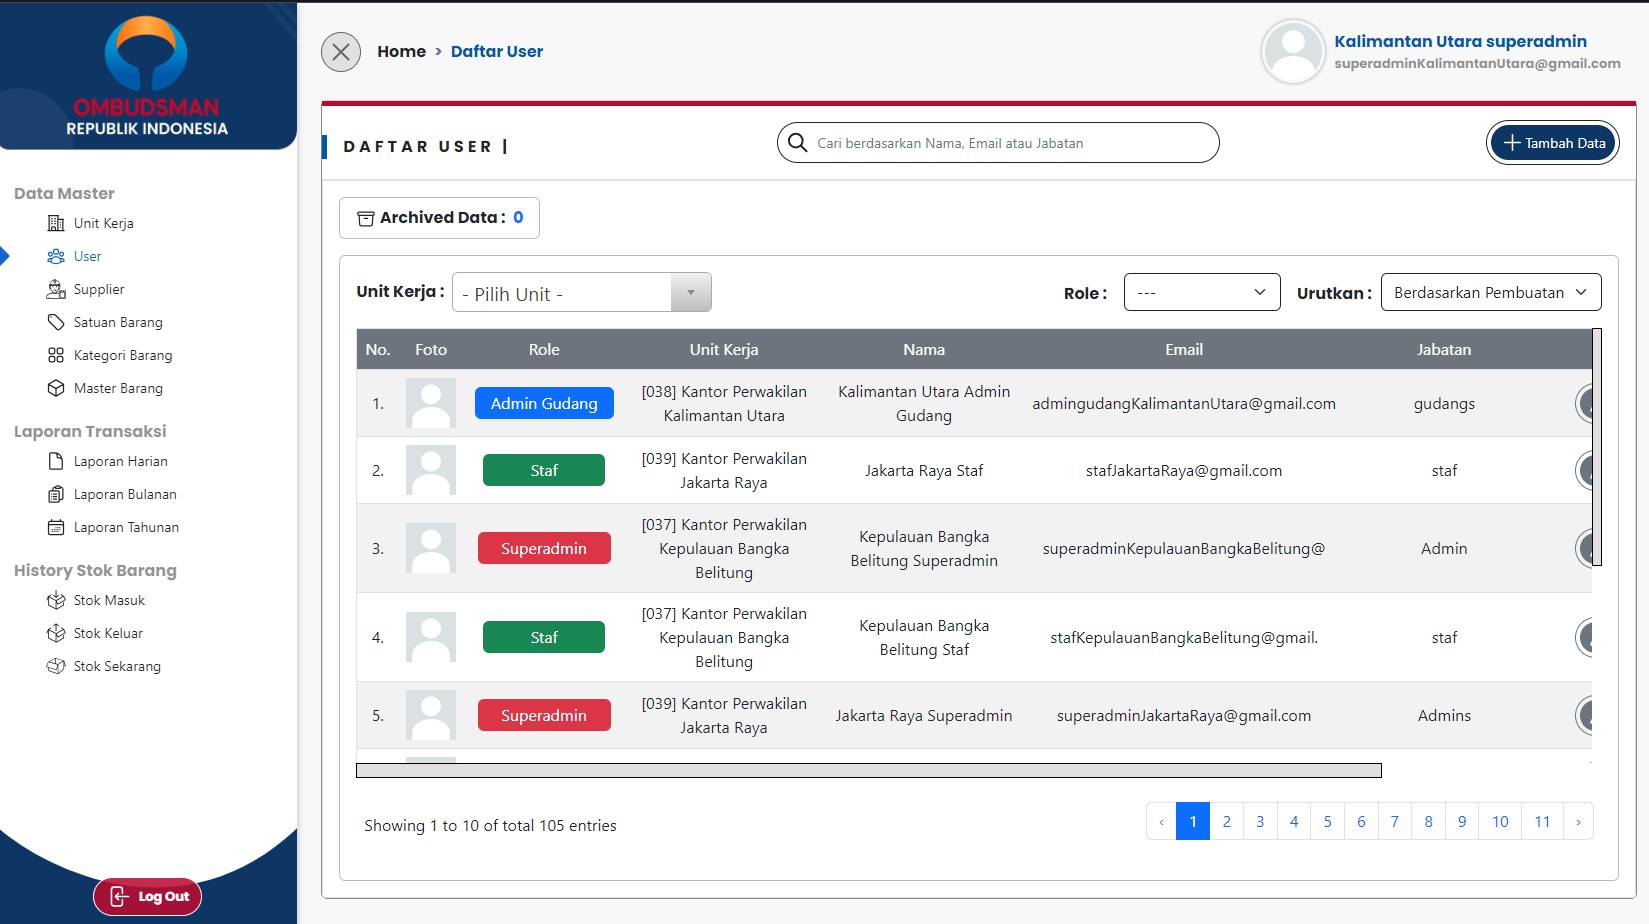 OMBUDSMAN
REPUBLIK INDONESIA
Data Master
Unit Kerja
User
Supplier
Satuan Barang
Kategori Barang
Master Barang
Laporan Transaksi
Laporan Harian
Laporan Bulanan
Laporan Tahunan
History Stok Barang
Stok Masuk
Stok Keluar
Stok Sekarang
Log Out
Home > Daftar User
Kalimantan Utara superadmin
superadminKalimantanUtara@gmail.com
DAFTAR USER |
Cari berdasarkan Nama, Email atau Jabatan
Tambah Data
Archived Data : 0
Unit Kerja : - Pilih Unit -
Role : ---
Urutkan : Berdasarkan Pembuatan
No. Foto Role Unit Kerja Nama Email Jabatan
1. Admin Gudang [038] Kantor Perwakilan Kalimantan Utara Kalimantan Utara Admin Gudang admingudangKalimantanUtara@gmail.com gudangs
2. Staf [039] Kantor Perwakilan Jakarta Raya Jakarta Raya Staf stafJakartaRaya@gmail.com staf
3. Superadmin [037] Kantor Perwakilan Kepulauan Bangka Belitung Kepulauan Bangka Belitung Superadmin superadminKepulauanBangkaBelitung@ Admin
4. Staf [037] Kantor Perwakilan Kepulauan Bangka Belitung Kepulauan Bangka Belitung Staf stafKepulauanBangkaBelitung@gmail. staf
5. Superadmin [039] Kantor Perwakilan Jakarta Raya Jakarta Raya Superadmin superadminJakartaRaya@gmail.com Admins
Showing 1 to 10 of total 105 entries
‹ 1 2 3 4 5 6 7 8 9 10 11 ›